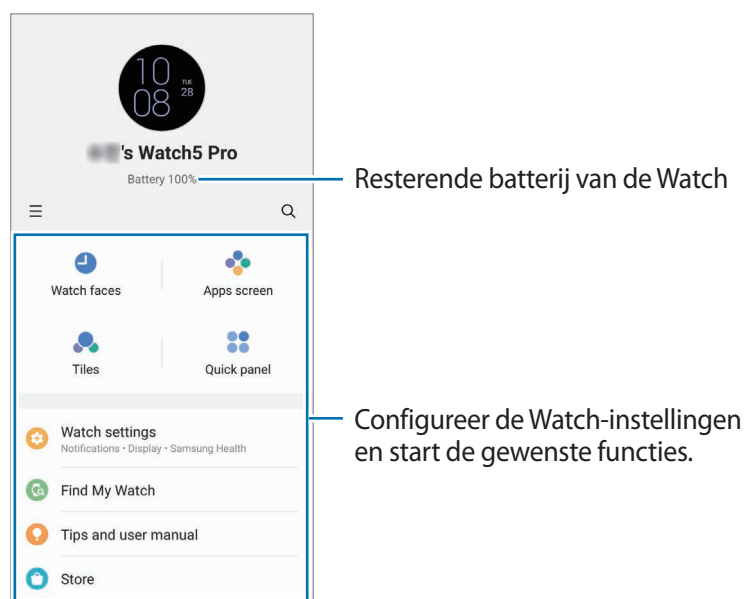 10
08
TUE
28
's Watch5 Pro
Battery 100%
Resterende batterij van de Watch
Watch faces
Apps screen
Tiles
Quick panel
Watch settings
Notifications • Display • Samsung Health
Configureer de Watch-instellingen
en start de gewenste functies.
Find My Watch
Tips and user manual
Store